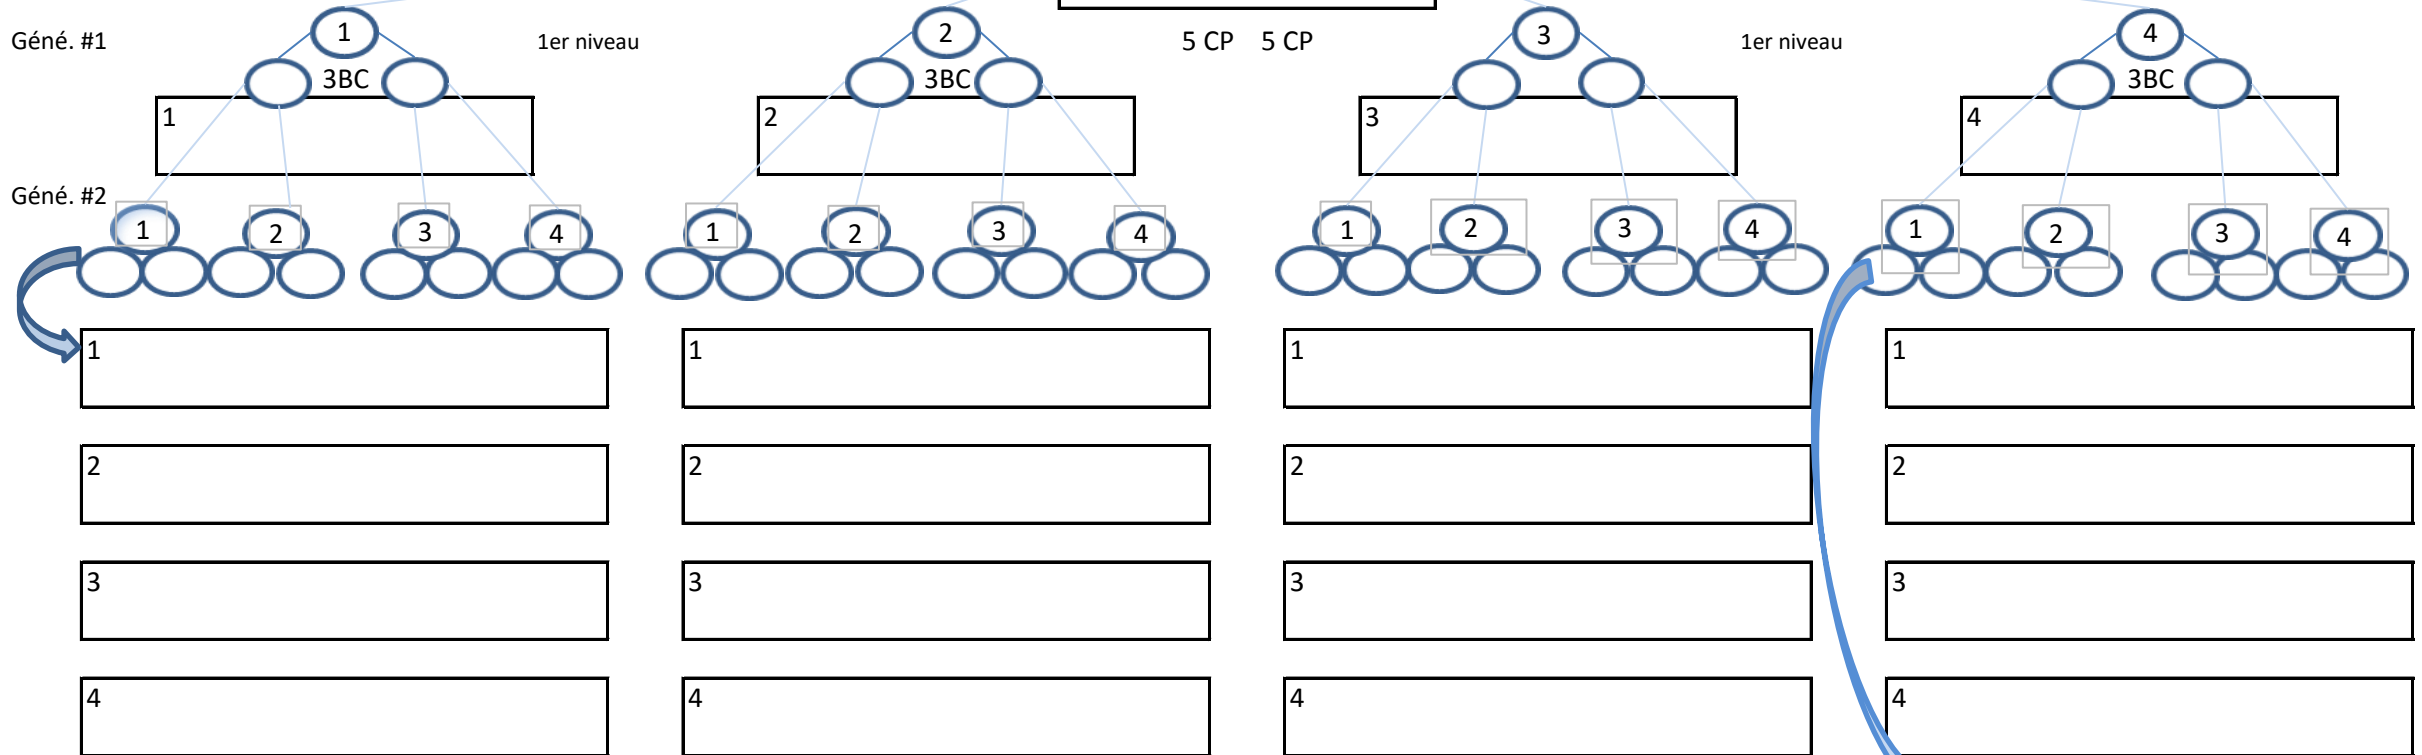 1 2 3 4
Géné. #1 1er niveau 5 CP 5 CP 1er niveau
3BC 3BC 3BC
1 2 3 4
Géné. #2
1 2 3 4 1 2 3 4 1 2 3 4 1 2 3 4
1 1 1 1
2 2 2 2
3 3 3 3
4 4 4 4